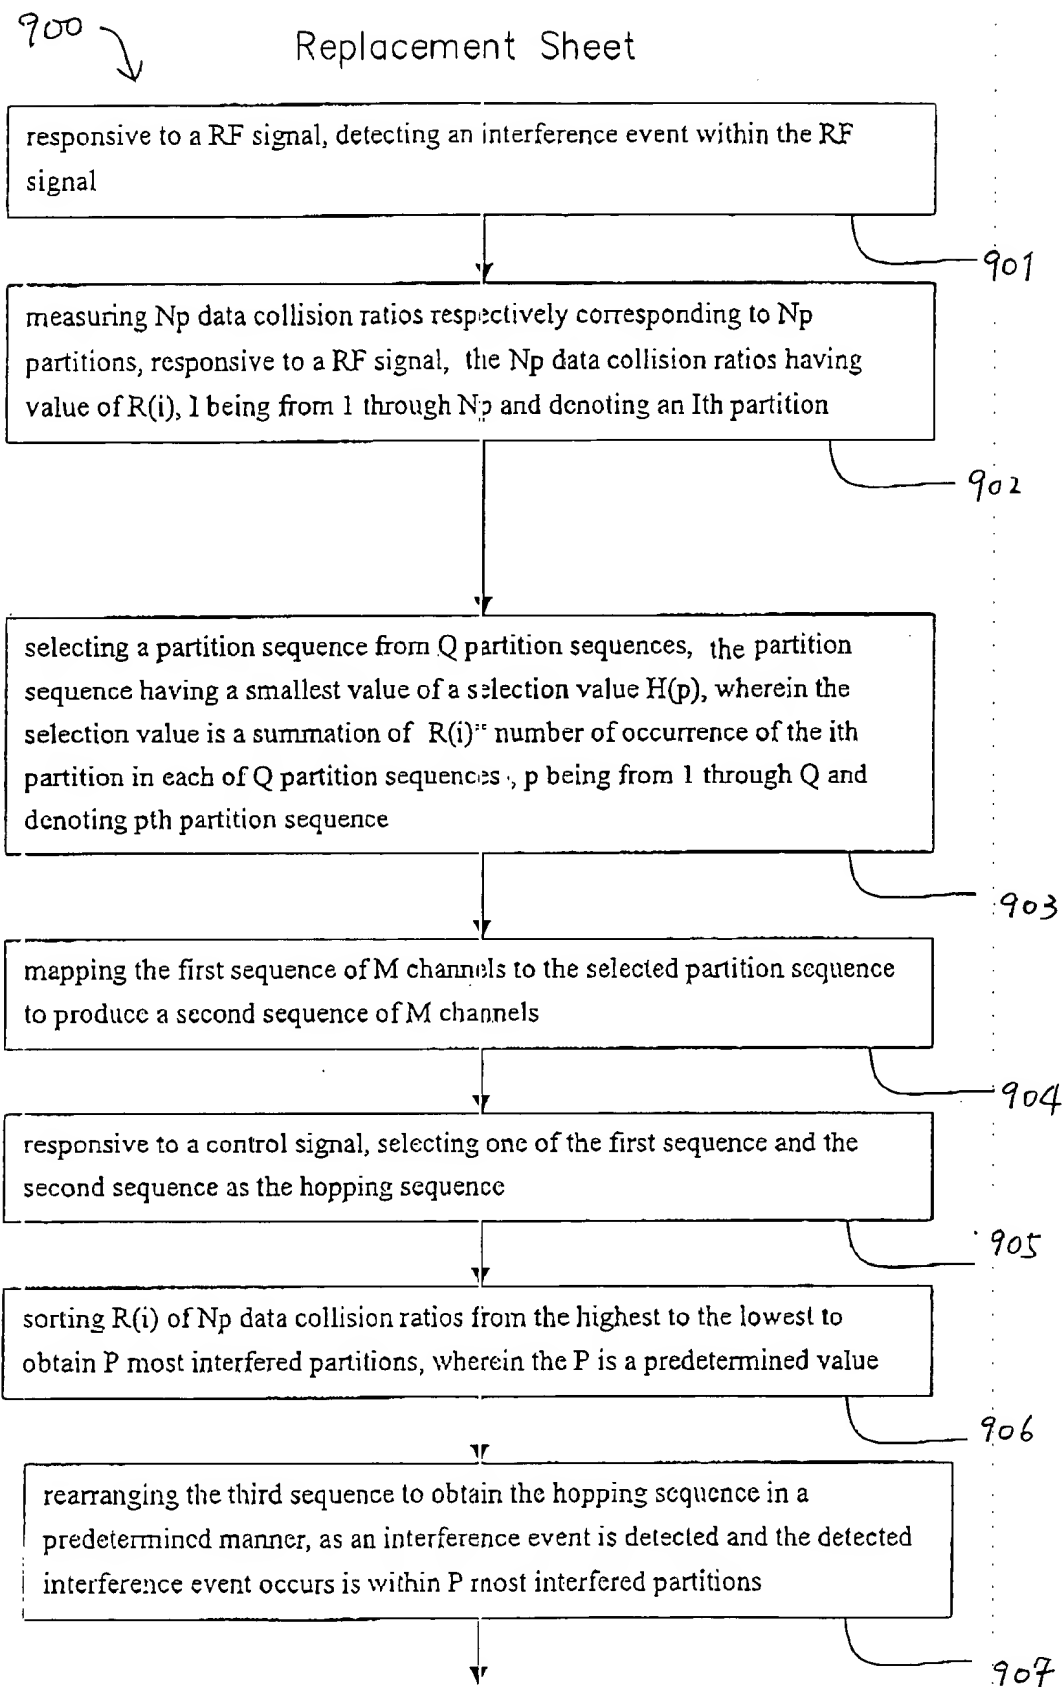 900
Replacement Sheet
responsive to a RF signal, detecting an interference event within the RF
signal
901
measuring Np data collision ratios respectively corresponding to Np
partitions, responsive to a RF signal, the Np data collision ratios having
value of R(i), I being from 1 through Np and denoting an Ith partition
902
selecting a partition sequence from Q partition sequences, the partition
sequence having a smallest value of a selection value H(p), wherein the
selection value is a summation of R(i)* number of occurrence of the ith
partition in each of Q partition sequences , p being from 1 through Q and
denoting pth partition sequence
903
mapping the first sequence of M channels to the selected partition sequence
to produce a second sequence of M channels
904
responsive to a control signal, selecting one of the first sequence and the
second sequence as the hopping sequence
905
sorting R(i) of Np data collision ratios from the highest to the lowest to
obtain P most interfered partitions, wherein the P is a predetermined value
906
rearranging the third sequence to obtain the hopping sequence in a
predetermined manner, as an interference event is detected and the detected
interference event occurs is within P most interfered partitions
907